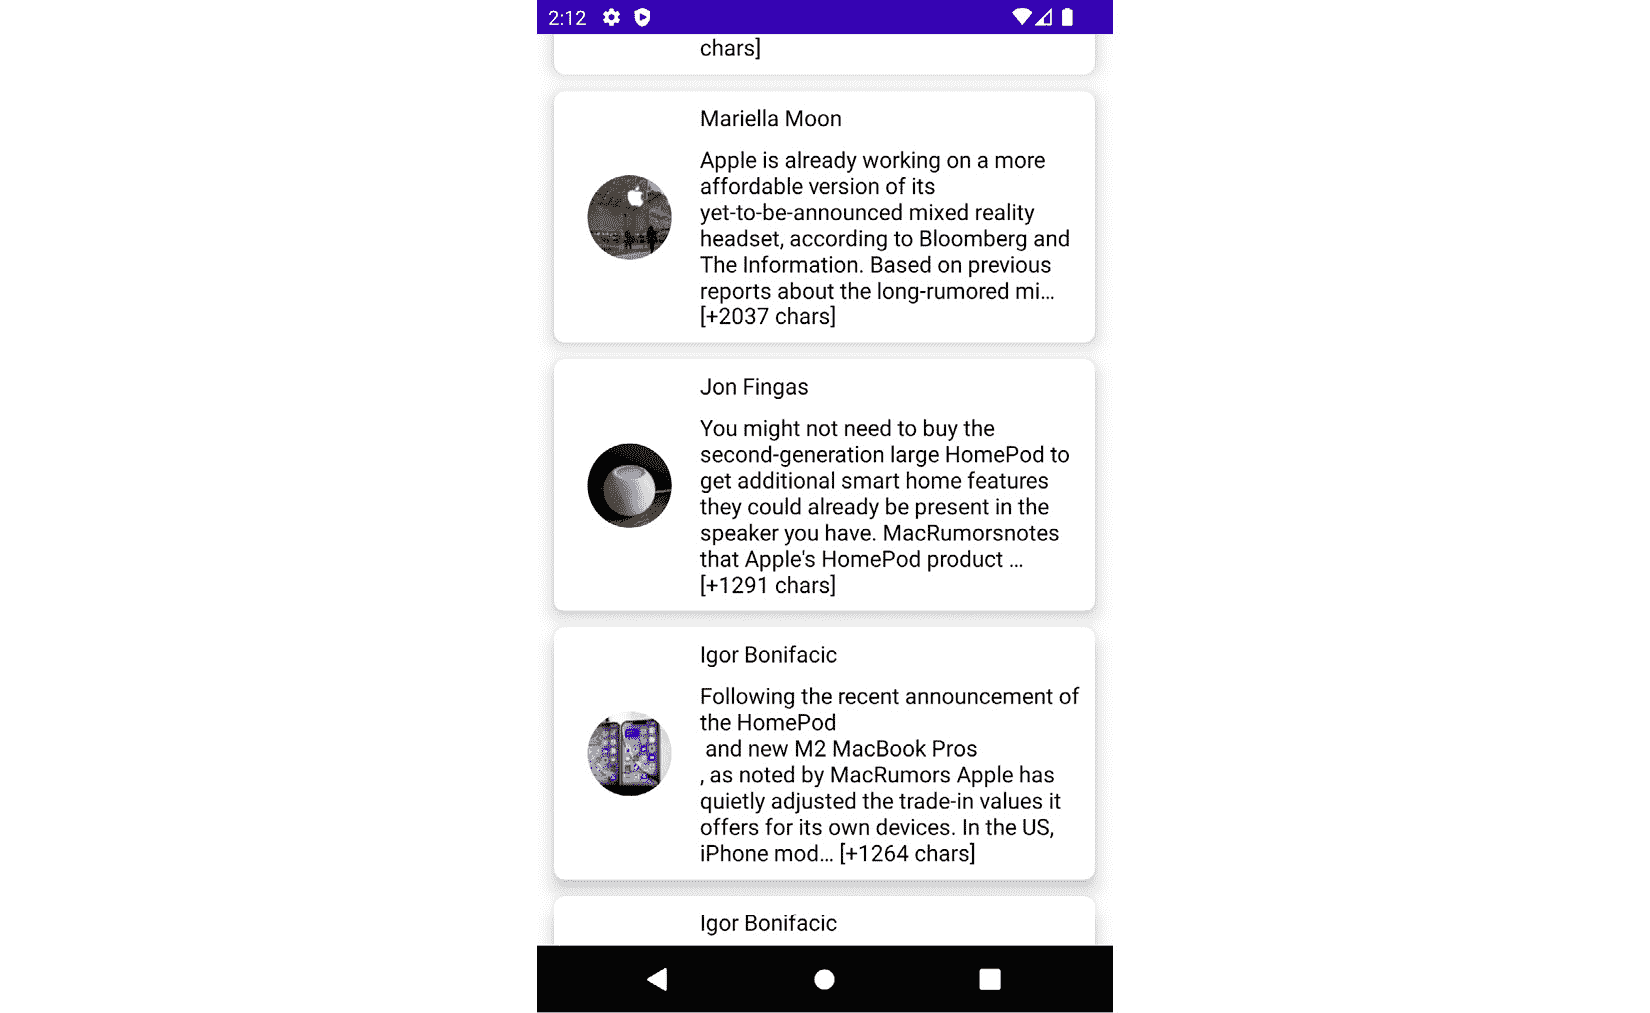 2:12
chars]
Mariella Moon
Apple is already working on a more
affordable version of its
yet-to-be-announced mixed reality
headset, according to Bloomberg and
The Information. Based on previous
reports about the long-rumored mi…
[+2037 chars]
Jon Fingas
You might not need to buy the
second-generation large HomePod to
get additional smart home features
they could already be present in the
speaker you have. MacRumorsnotes
that Apple's HomePod product …
[+1291 chars]
Igor Bonifacic
Following the recent announcement of
the HomePod
and new M2 MacBook Pros
, as noted by MacRumors Apple has
quietly adjusted the trade-in values it
offers for its own devices. In the US,
iPhone mod… [+1264 chars]
Igor Bonifacic